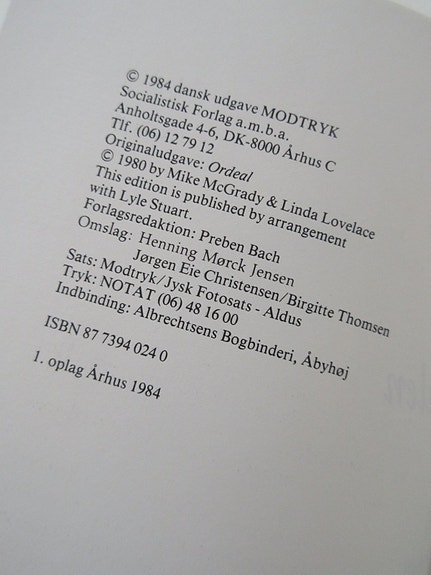 © 1984 dansk udgave MODTRYK
Socialistisk Forlag a.m.b.a.
Anholtsgade 4-6, DK-8000 Århus C
Tlf. (06) 12 79 12
Originaludgave: Ordeal
© 1980 by Mike McGrady & Linda Lovelace
This edition is published by arrangement
with Lyle Stuart.
Forlagsredaktion: Preben Bach
Omslag: Henning Mørck Jensen
Jørgen Eie Christensen/Birgitte Thomsen
Sats: Modtryk/Jysk Fotosats - Aldus
Tryk: NOTAT (06) 48 16 00
Indbinding: Albrechtsens Bogbinderi, Åbyhøj
ISBN 87 7394 024 0
1. oplag Århus 1984